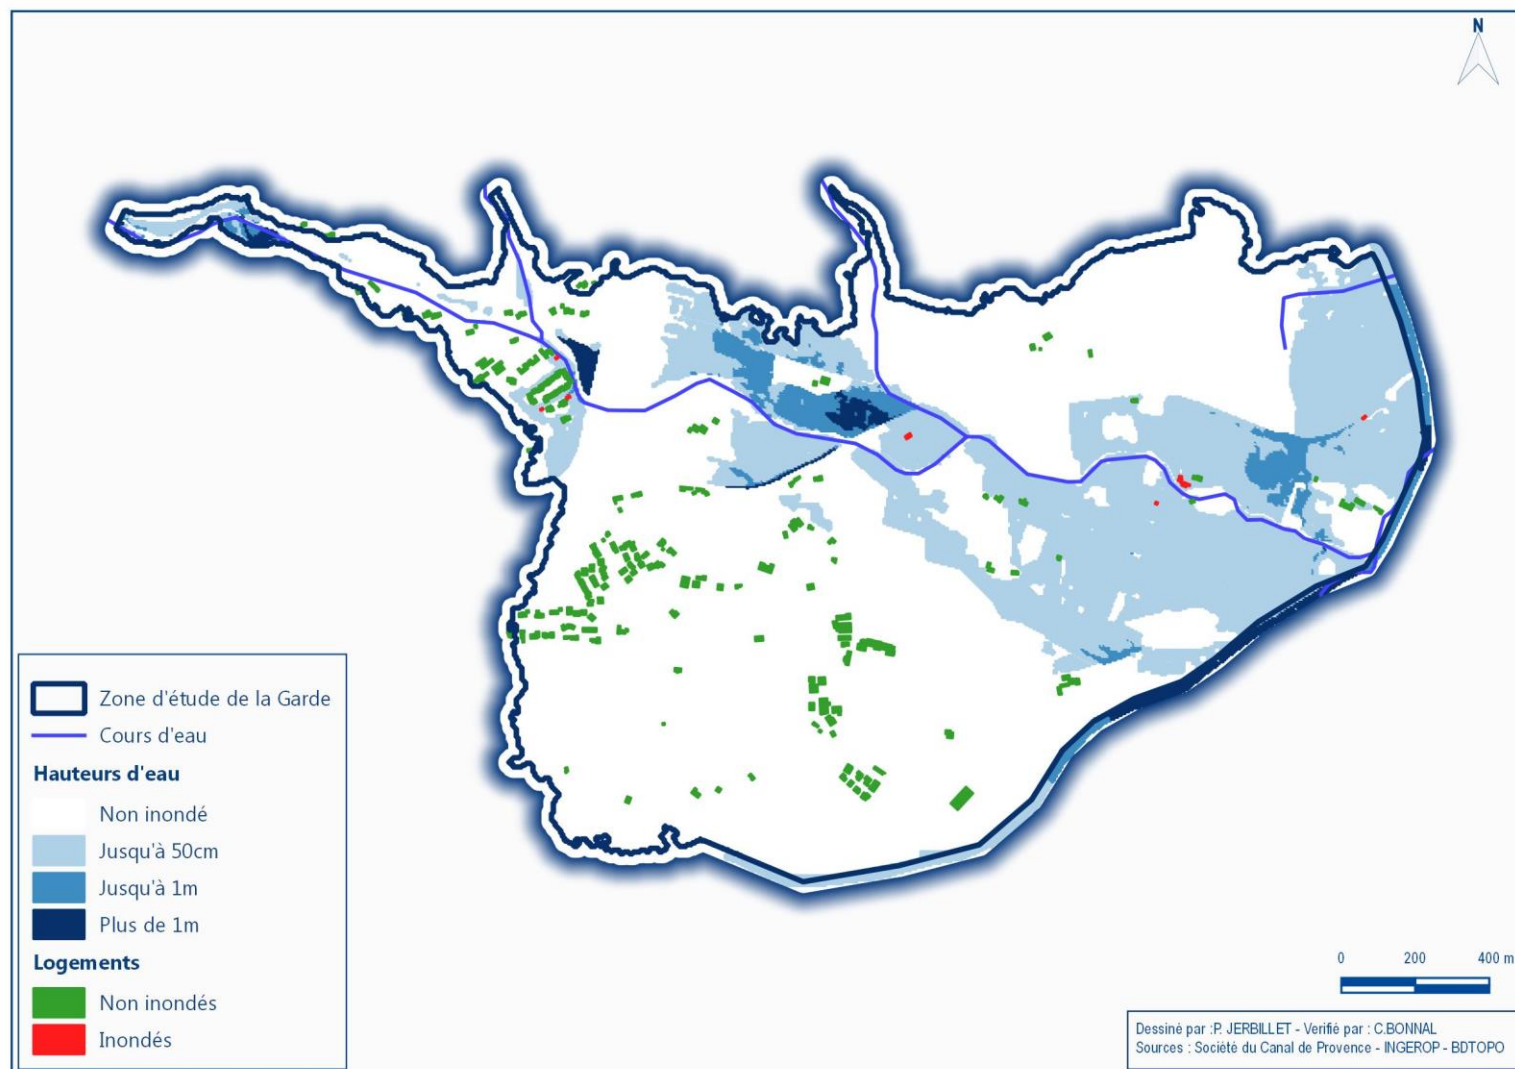 N
Zone d'étude de la Garde
Cours d'eau
Hauteurs d'eau
Non inondé
Jusqu'à 50cm
Jusqu'à 1m
Plus de 1m
Logements
Non inondés
Inondés
0 200 400 m
Dessiné par :P. JERBILLET - Verifié par : C.BONNAL
Sources : Société du Canal de Provence - INGEROP - BDTOPO